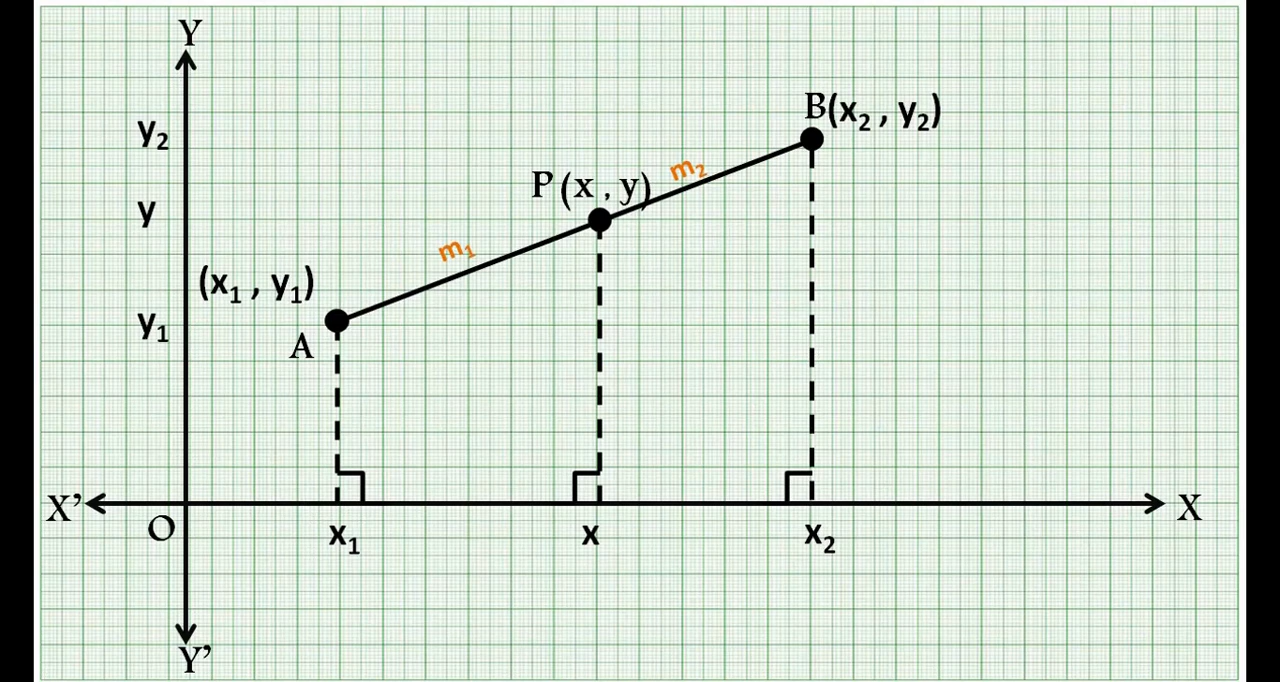 Y
B(x₂ , y₂)
y₂
m₂
P (x , y)
y
m₁
(x₁ , y₁)
y₁
A
X'
X
O
x₁
x
x₂
Y'